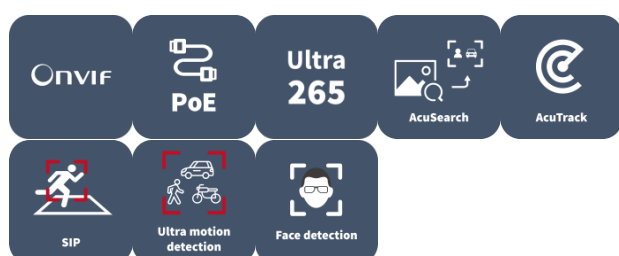 ONVIF
PoE
Ultra
265
AcuSearch
AcuTrack
SIP
Ultra motion
detection
Face detection